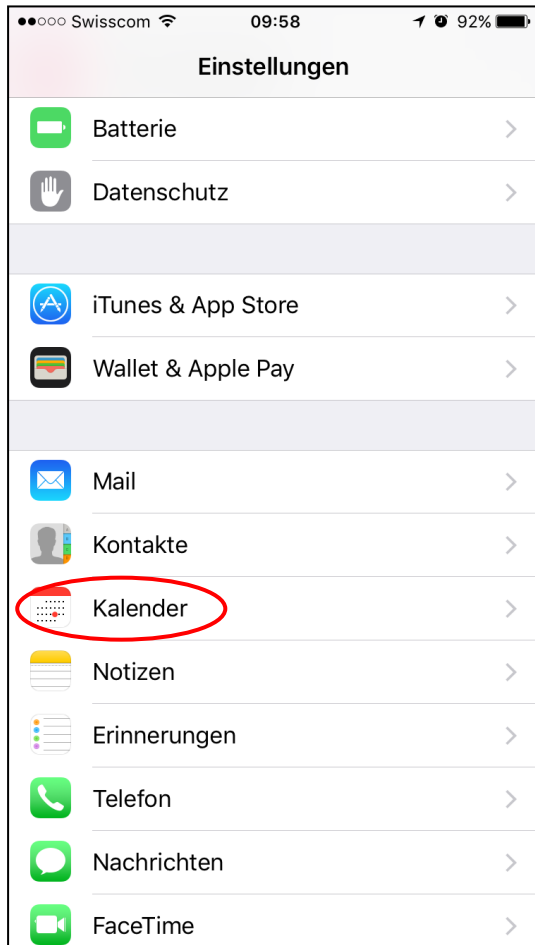 Swisscom 09:58 92%
Einstellungen
Batterie
Datenschutz
iTunes & App Store
Wallet & Apple Pay
Mail
Kontakte
Kalender
Notizen
Erinnerungen
Telefon
Nachrichten
FaceTime